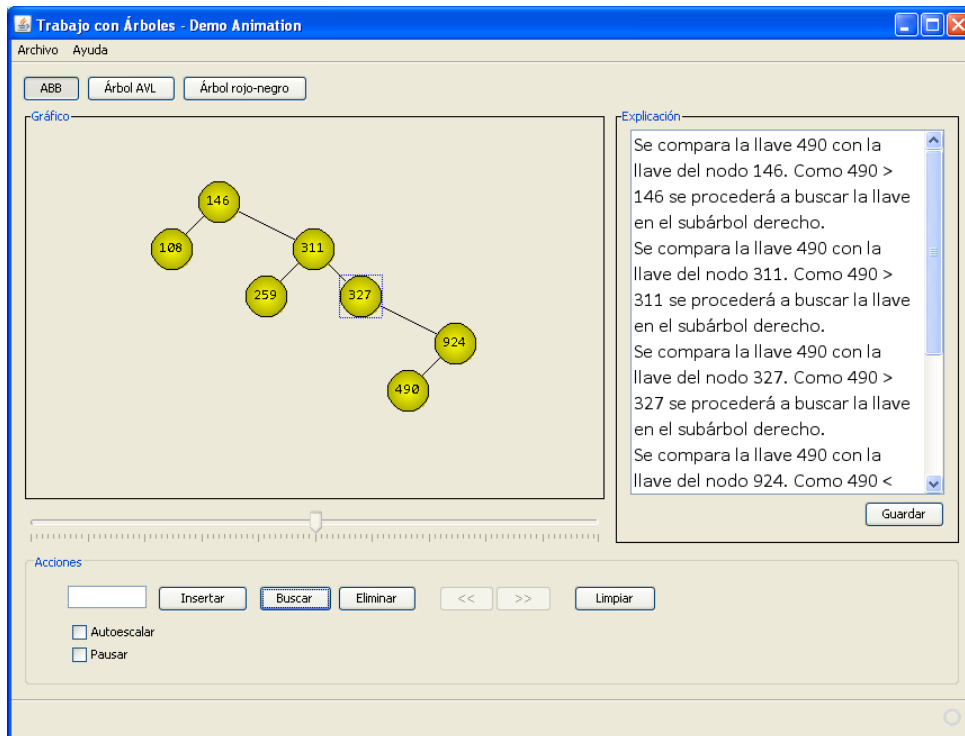 Trabajo con Árboles - Demo Animation
Archivo Ayuda
ABB Árbol AVL Árbol rojo-negro
Gráfico
146
108
311
259
327
924
490
Explicación
Se compara la llave 490 con la
llave del nodo 146. Como 490 >
146 se procederá a buscar la llave
en el subárbol derecho.
Se compara la llave 490 con la
llave del nodo 311. Como 490 >
311 se procederá a buscar la llave
en el subárbol derecho.
Se compara la llave 490 con la
llave del nodo 327. Como 490 >
327 se procederá a buscar la llave
en el subárbol derecho.
Se compara la llave 490 con la
llave del nodo 924. Como 490 <
Guardar
Acciones
Insertar Buscar Eliminar << >> Limpiar
Autoescalar
Pausar